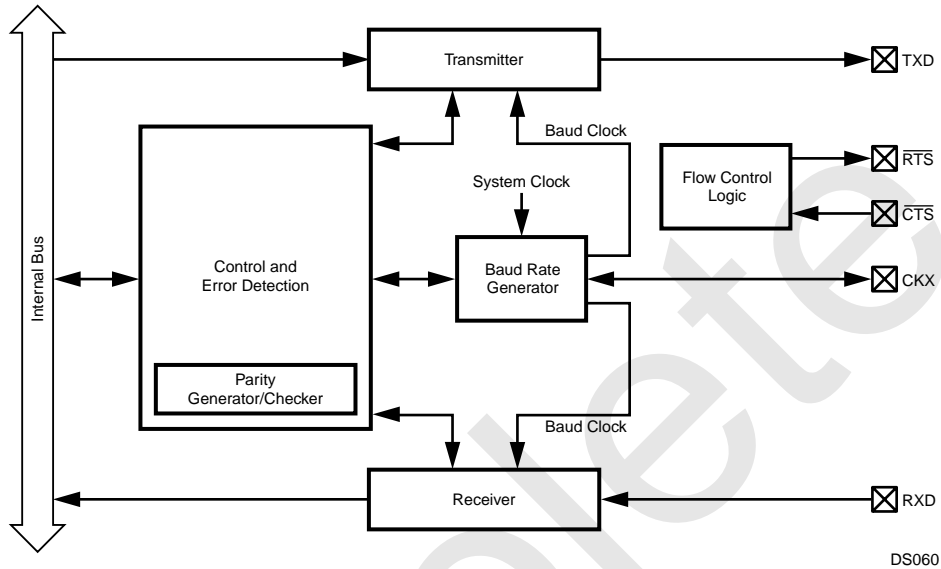 Transmitter
TXD
Baud Clock
RTS
System Clock
Flow Control
Logic
CTS
Internal Bus
Control and
Error Detection
Baud Rate
Generator
CKX
Parity
Generator/Checker
Baud Clock
Receiver
RXD
DS060
plete